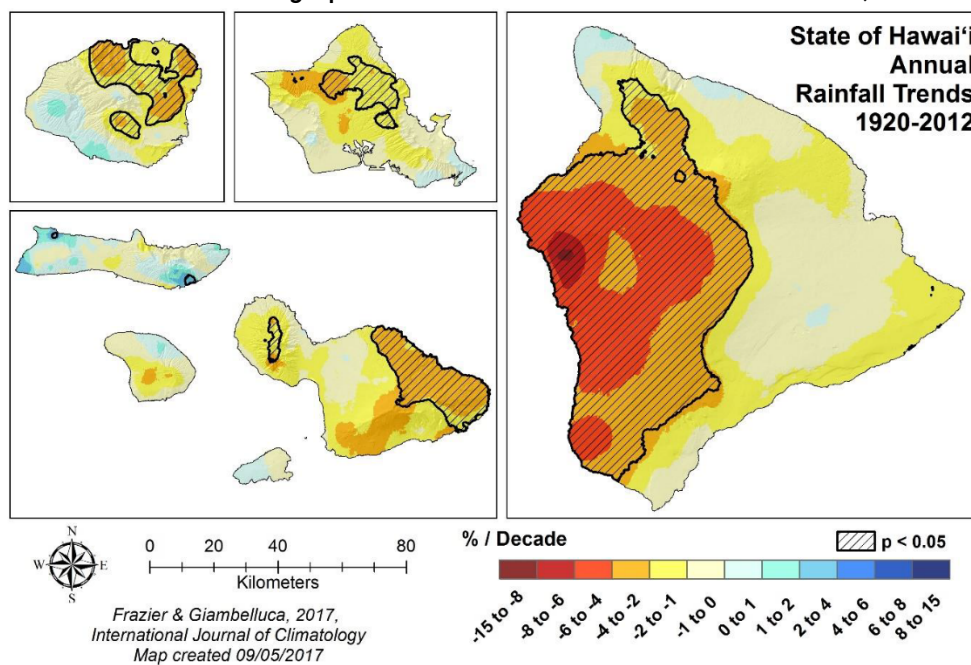 State of Hawai'i
Annual
Rainfall Trends
1920-2012
N
W E
S
0 20 40 80
Kilometers
Frazier & Giambelluca, 2017,
International Journal of Climatology
Map created 09/05/2017
% / Decade
p < 0.05
-15 to -8
-8 to -6
-6 to -4
-4 to -2
-2 to -1
-1 to 0
0 to 1
1 to 2
2 to 4
4 to 6
6 to 8
8 to 15